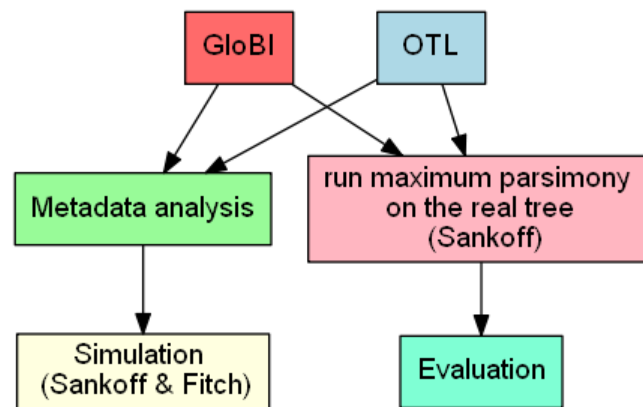 GloBI
OTL
Metadata analysis
run maximum parsimony
on the real tree
(Sankoff)
Simulation
(Sankoff & Fitch)
Evaluation